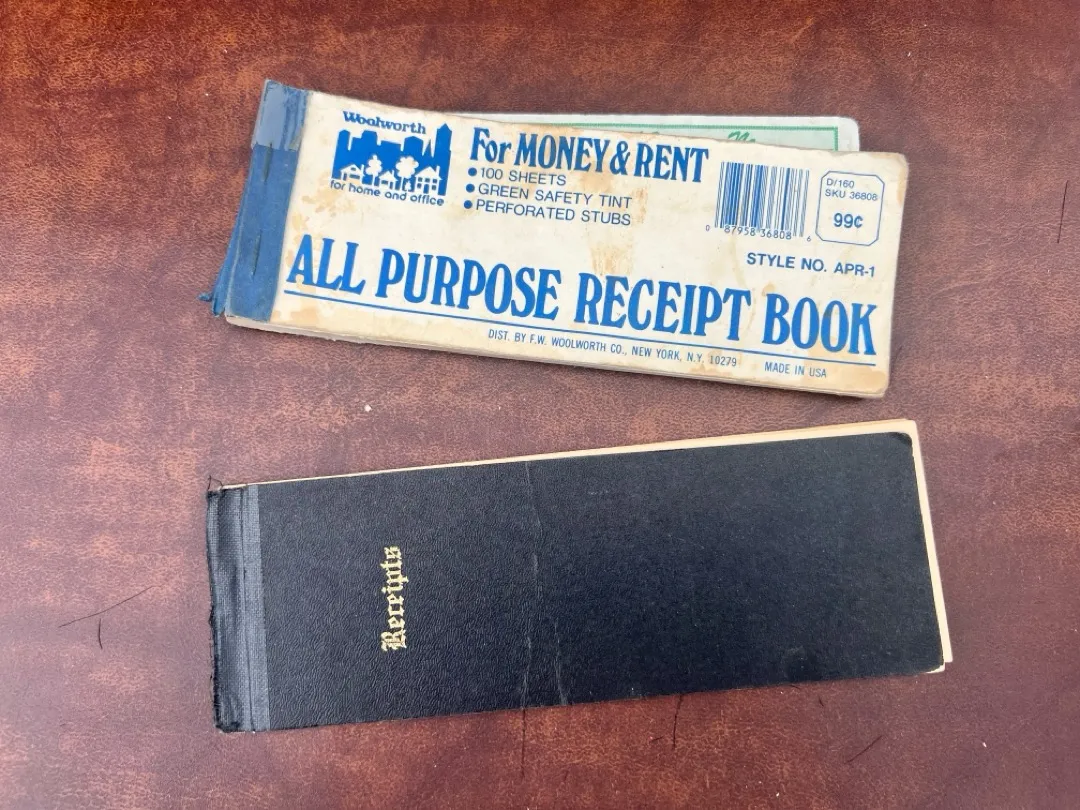 Woolworth
for home and office
For MONEY & RENT
• 100 SHEETS
• GREEN SAFETY TINT
• PERFORATED STUBS
0 87958 36808 6
D/160
SKU 36808
99¢
STYLE NO. APR-1
ALL PURPOSE RECEIPT BOOK
DIST. BY F.W. WOOLWORTH CO., NEW YORK, N.Y. 10279 MADE IN USA
Receipts